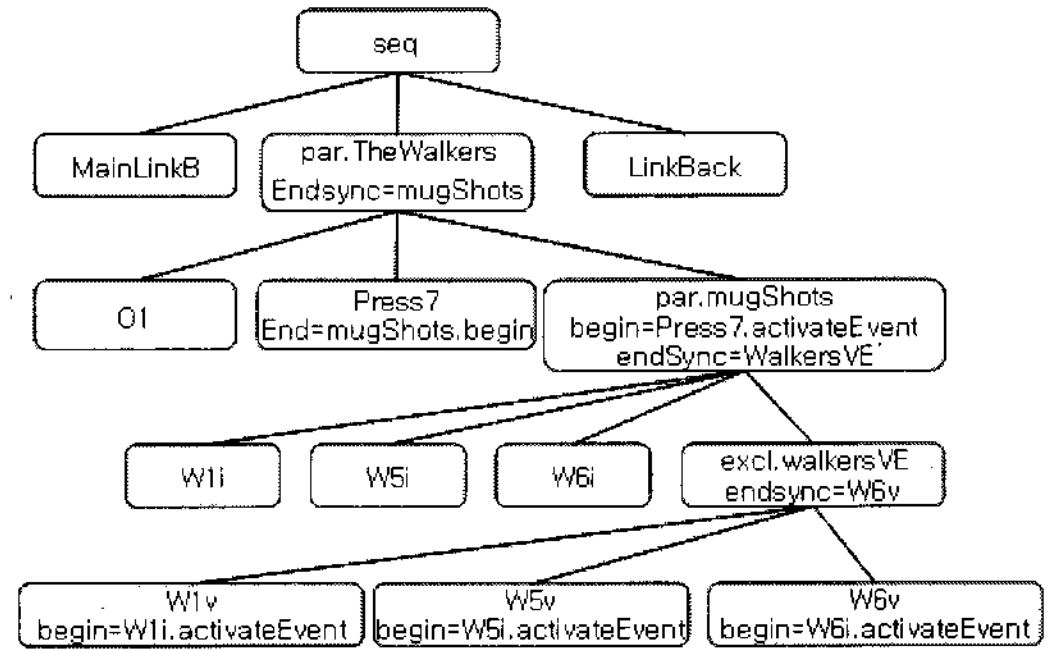 seq
MainLinkB
par.TheWalkers
Endsync=mugShots
LinkBack
O1
Press7
End=mugShots.begin
par.mugShots
begin=Press7.activateEvent
endSync=WalkersVE
W1i
W5i
W6i
excl.walkersVE
endsync=W6v
W1v
begin=W1i.activateEvent
W5v
begin=W5i.activateEvent
W6v
begin=W6i.activateEvent